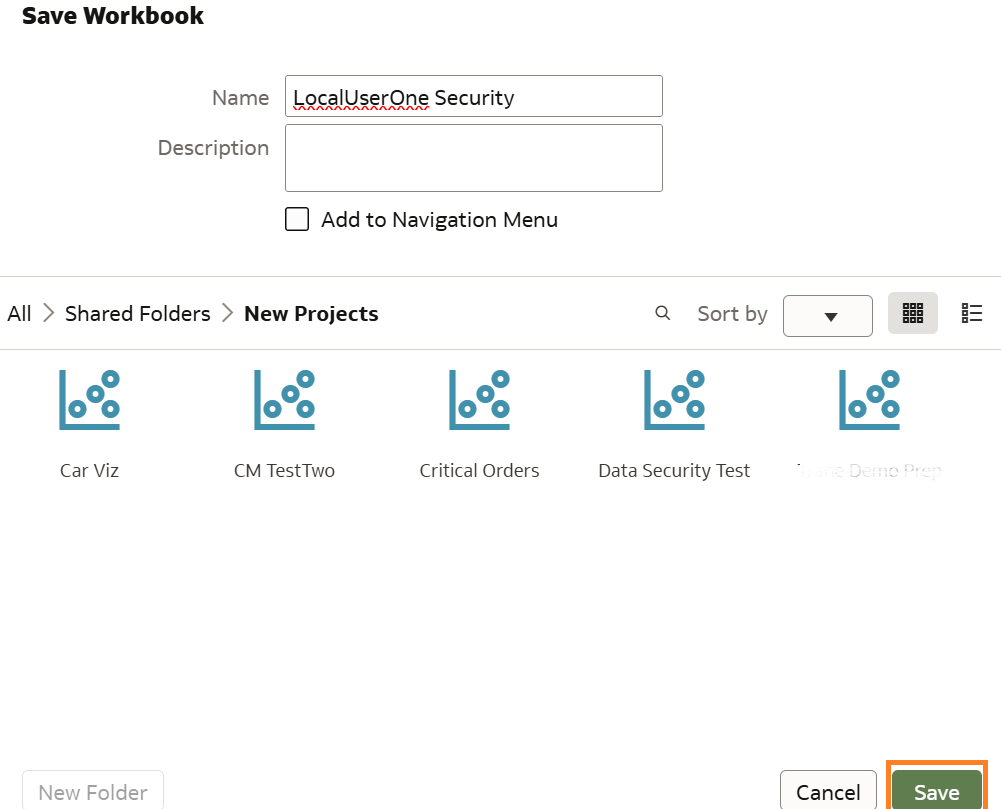 Save Workbook
Name LocalUserOne Security
Description
Add to Navigation Menu
All Shared Folders New Projects Sort by
Car Viz CM TestTwo Critical Orders Data Security Test Demo Prep
New Folder Cancel Save